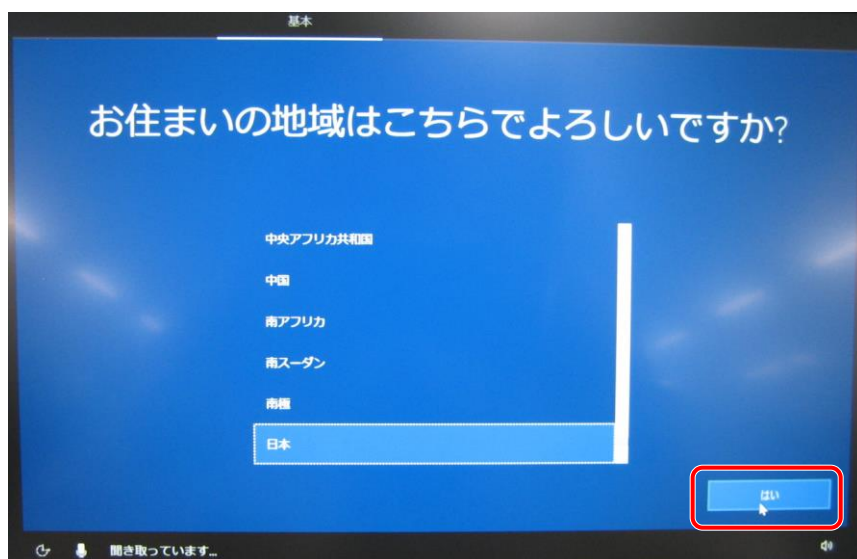 基本
お住まいの地域はこちらでよろしいですか?
中央アフリカ共和国
中国
南アフリカ
南スーダン
南極
日本
はい
聞き取っています...